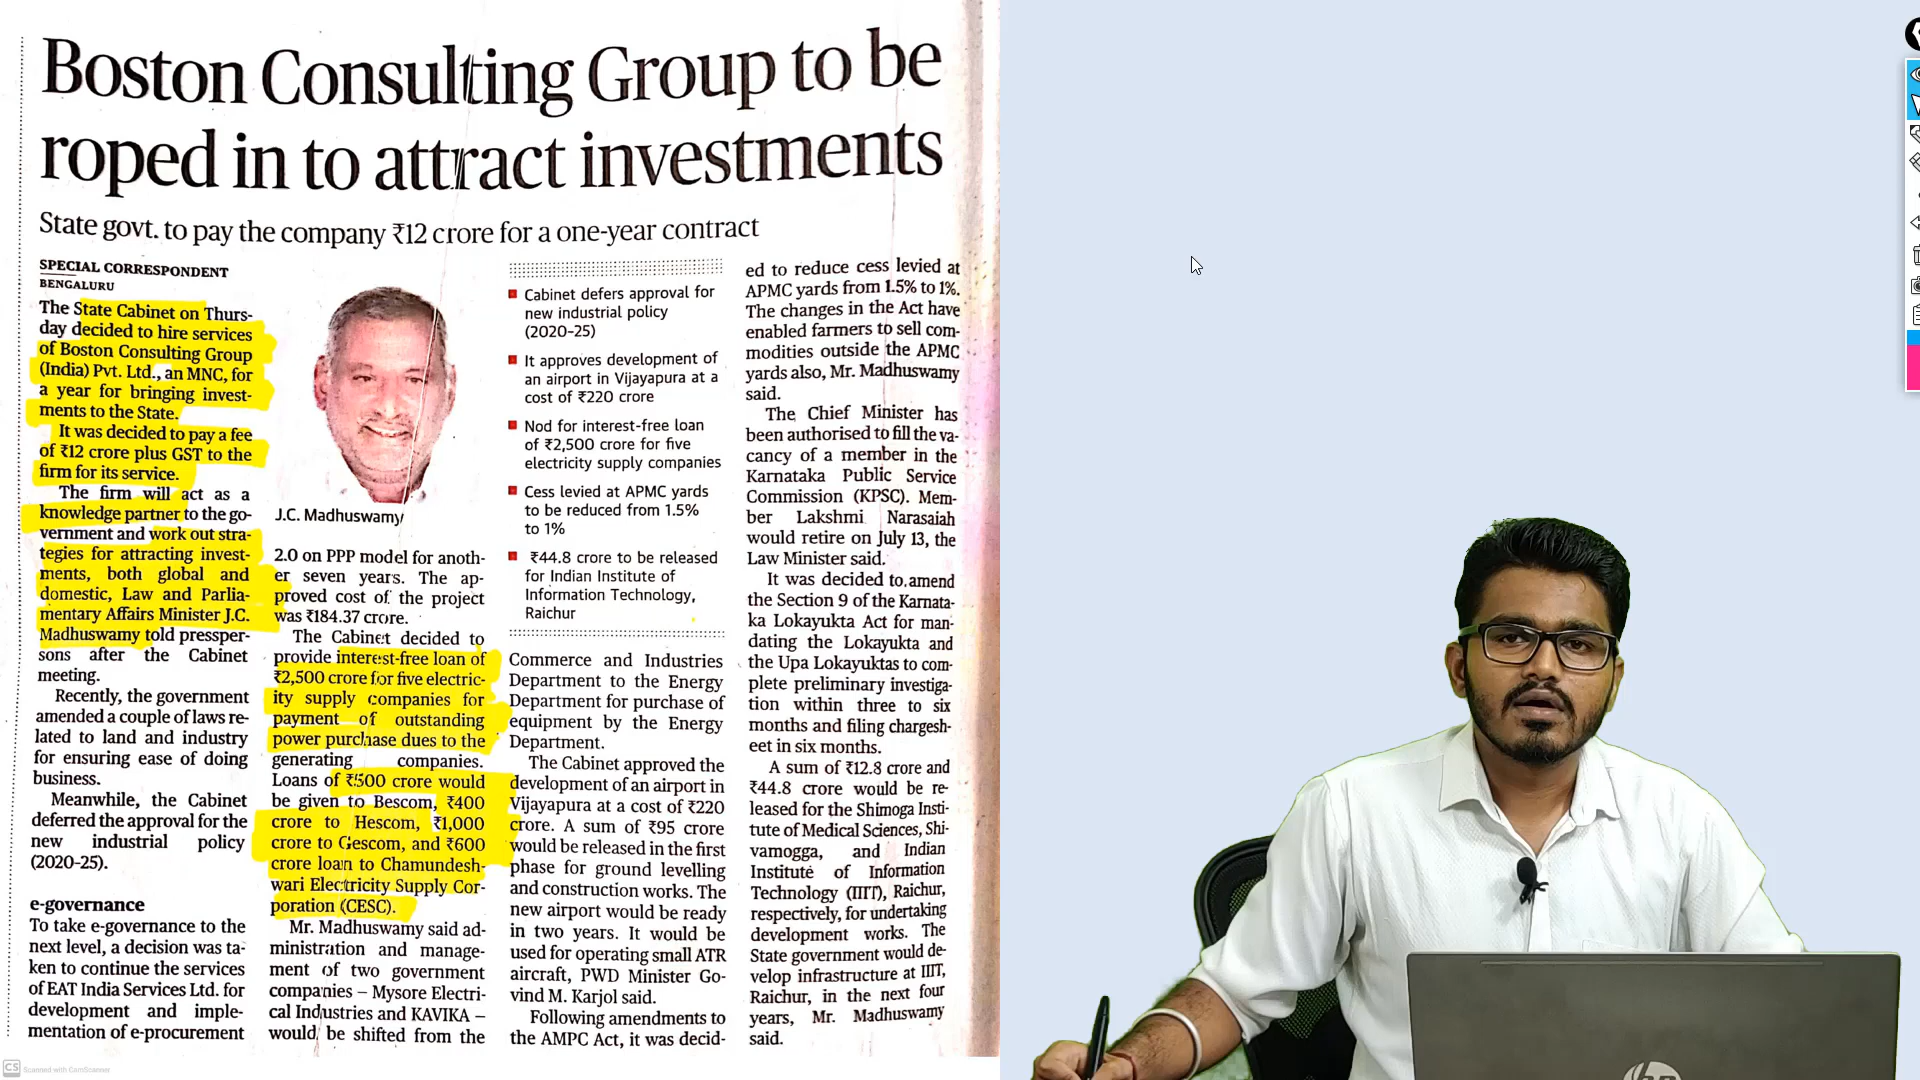 Boston Consulting Group to be
roped in to attract investments
State govt. to pay the company ₹12 crore for a one-year contract
SPECIAL CORRESPONDENT
BENGALURU
The State Cabinet on Thurs-
day decided to hire services
of Boston Consulting Group
(India) Pvt. Ltd., an MNC, for
a year for bringing invest-
ments to the State.
It was decided to pay a fee
of ₹12 crore plus GST to the
firm for its service.
The firm will act as a
knowledge partner to the go-
vernment and work out stra-
tegies for attracting invest-
ments, both global and
domestic, Law and Parlia-
mentary Affairs Minister J.C.
Madhuswamy told pressper-
sons after the Cabinet
meeting.
Recently, the government
amended a couple of laws re-
lated to land and industry
for ensuring ease of doing
business.
Meanwhile, the Cabinet
deferred the approval for the
new industrial policy
(2020-25).
e-governance
To take e-governance to the
next level, a decision was ta-
ken to continue the services
of EAT India Services Ltd. for
development and imple-
mentation of e-procurement
J.C. Madhuswamy
2.0 on PPP model for anoth-
er seven years. The ap-
proved cost of the project
was ₹184.37 crore.
The Cabinet decided to
provide interest-free loan of
₹2,500 crore for five electric-
ity supply companies for
payment of outstanding
power purchase dues to the
generating companies.
Loans of ₹500 crore would
be given to Bescom, ₹400
crore to Hescom, ₹1,000
crore to Gescom, and ₹600
crore loan to Chamundesh-
wari Electricity Supply Cor-
poration (CESC).
Mr. Madhuswamy said ad-
ministration and manage-
ment of two government
companies – Mysore Electri-
cal Industries and KAVIKA –
would be shifted from the
Cabinet defers approval for
new industrial policy
(2020-25)
It approves development of
an airport in Vijayapura at a
cost of ₹220 crore
Nod for interest-free loan
of ₹2,500 crore for five
electricity supply companies
Cess levied at APMC yards
to be reduced from 1.5%
to 1%
₹44.8 crore to be released
for Indian Institute of
Information Technology,
Raichur
Commerce and Industries
Department to the Energy
Department for purchase of
equipment by the Energy
Department.
The Cabinet approved the
development of an airport in
Vijayapura at a cost of ₹220
crore. A sum of ₹95 crore
would be released in the first
phase for ground levelling
and construction works. The
new airport would be ready
in two years. It would be
used for operating small ATR
aircraft, PWD Minister Go-
vind M. Karjol said.
Following amendments to
the AMPC Act, it was decid-
ed to reduce cess levied at
APMC yards from 1.5% to 1%.
The changes in the Act have
enabled farmers to sell com-
modities outside the APMC
yards also, Mr. Madhuswamy
said.
The Chief Minister has
been authorised to fill the va-
cancy of a member in the
Karnataka Public Service
Commission (KPSC). Mem-
ber Lakshmi Narasaiah
would retire on July 13, the
Law Minister said.
It was decided to amend
the Section 9 of the Karnata-
ka Lokayukta Act for man-
dating the Lokayukta and
the Upa Lokayuktas to com-
plete preliminary investiga-
tion within three to six
months and filing chargesh-
eet in six months.
A sum of ₹12.8 crore and
₹44.8 crore would be re-
leased for the Shimoga Insti-
tute of Medical Sciences, Shi-
vamogga, and Indian
Institute of Information
Technology (IIIT), Raichur,
respectively, for undertaking
development works. The
State government would de-
velop infrastructure at IIIT,
Raichur, in the next four
years, Mr. Madhuswamy
said.
CS Scanned with CamScanner
hp